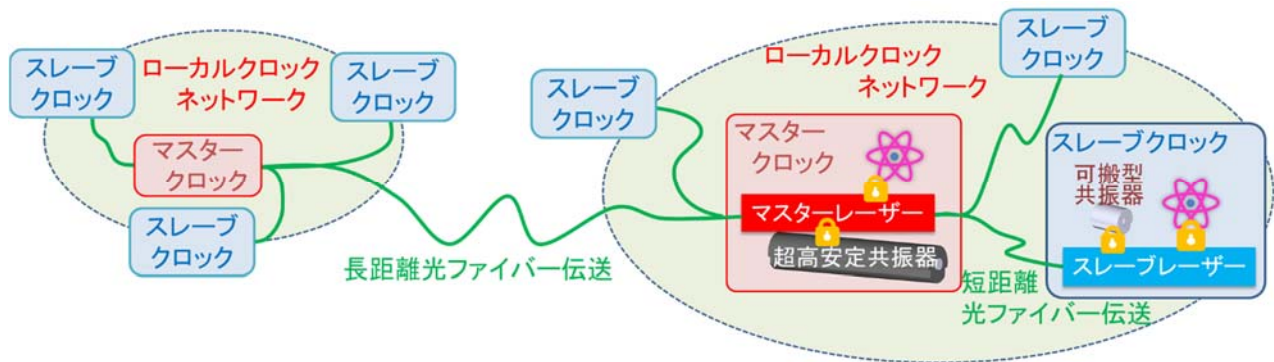 スレーブ
クロック
ローカルクロック
ネットワーク
スレーブ
クロック
マスター
クロック
スレーブ
クロック
長距離光ファイバー伝送
スレーブ
クロック
ローカルクロック
ネットワーク
スレーブ
クロック
マスター
クロック
マスターレーザー
超高安定共振器
スレーブクロック
可搬型
共振器
スレーブレーザー
短距離
光ファイバー伝送